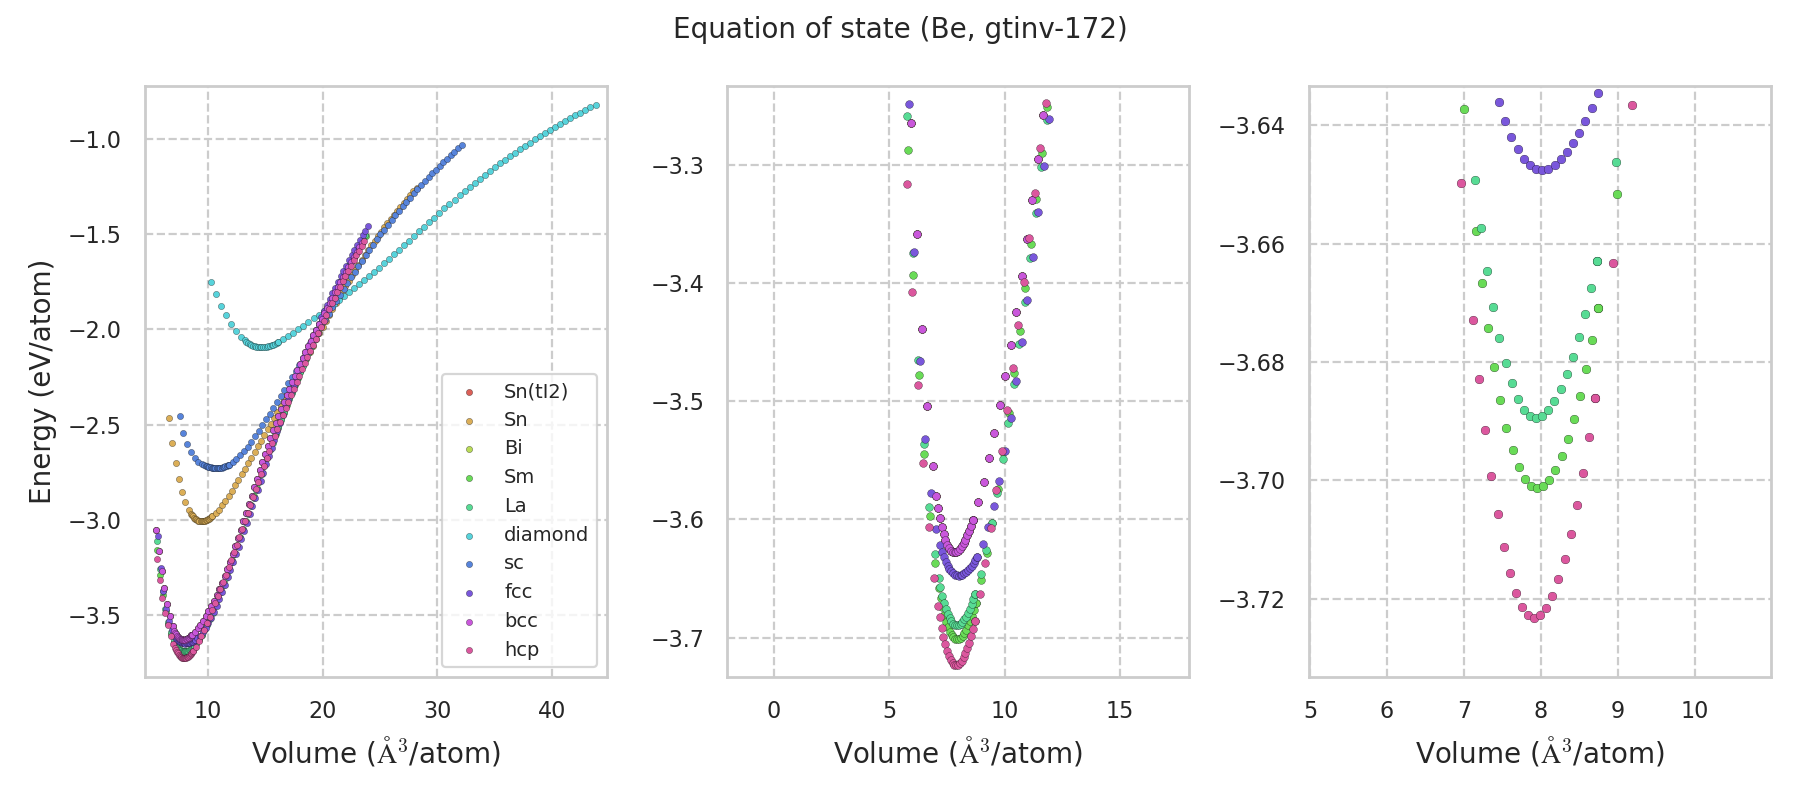 Equation of state (Be, gtinv-172)
Energy (eV/atom)
−1.0
−1.5
−2.0
−2.5
−3.0
−3.5
10 20 30 40
Volume (Å³/atom)
Sn(tI2)
Sn
Bi
Sm
La
diamond
sc
fcc
bcc
hcp
−3.3
−3.4
−3.5
−3.6
−3.7
0 5 10 15
Volume (Å³/atom)
−3.64
−3.66
−3.68
−3.70
−3.72
5 6 7 8 9 10
Volume (Å³/atom)